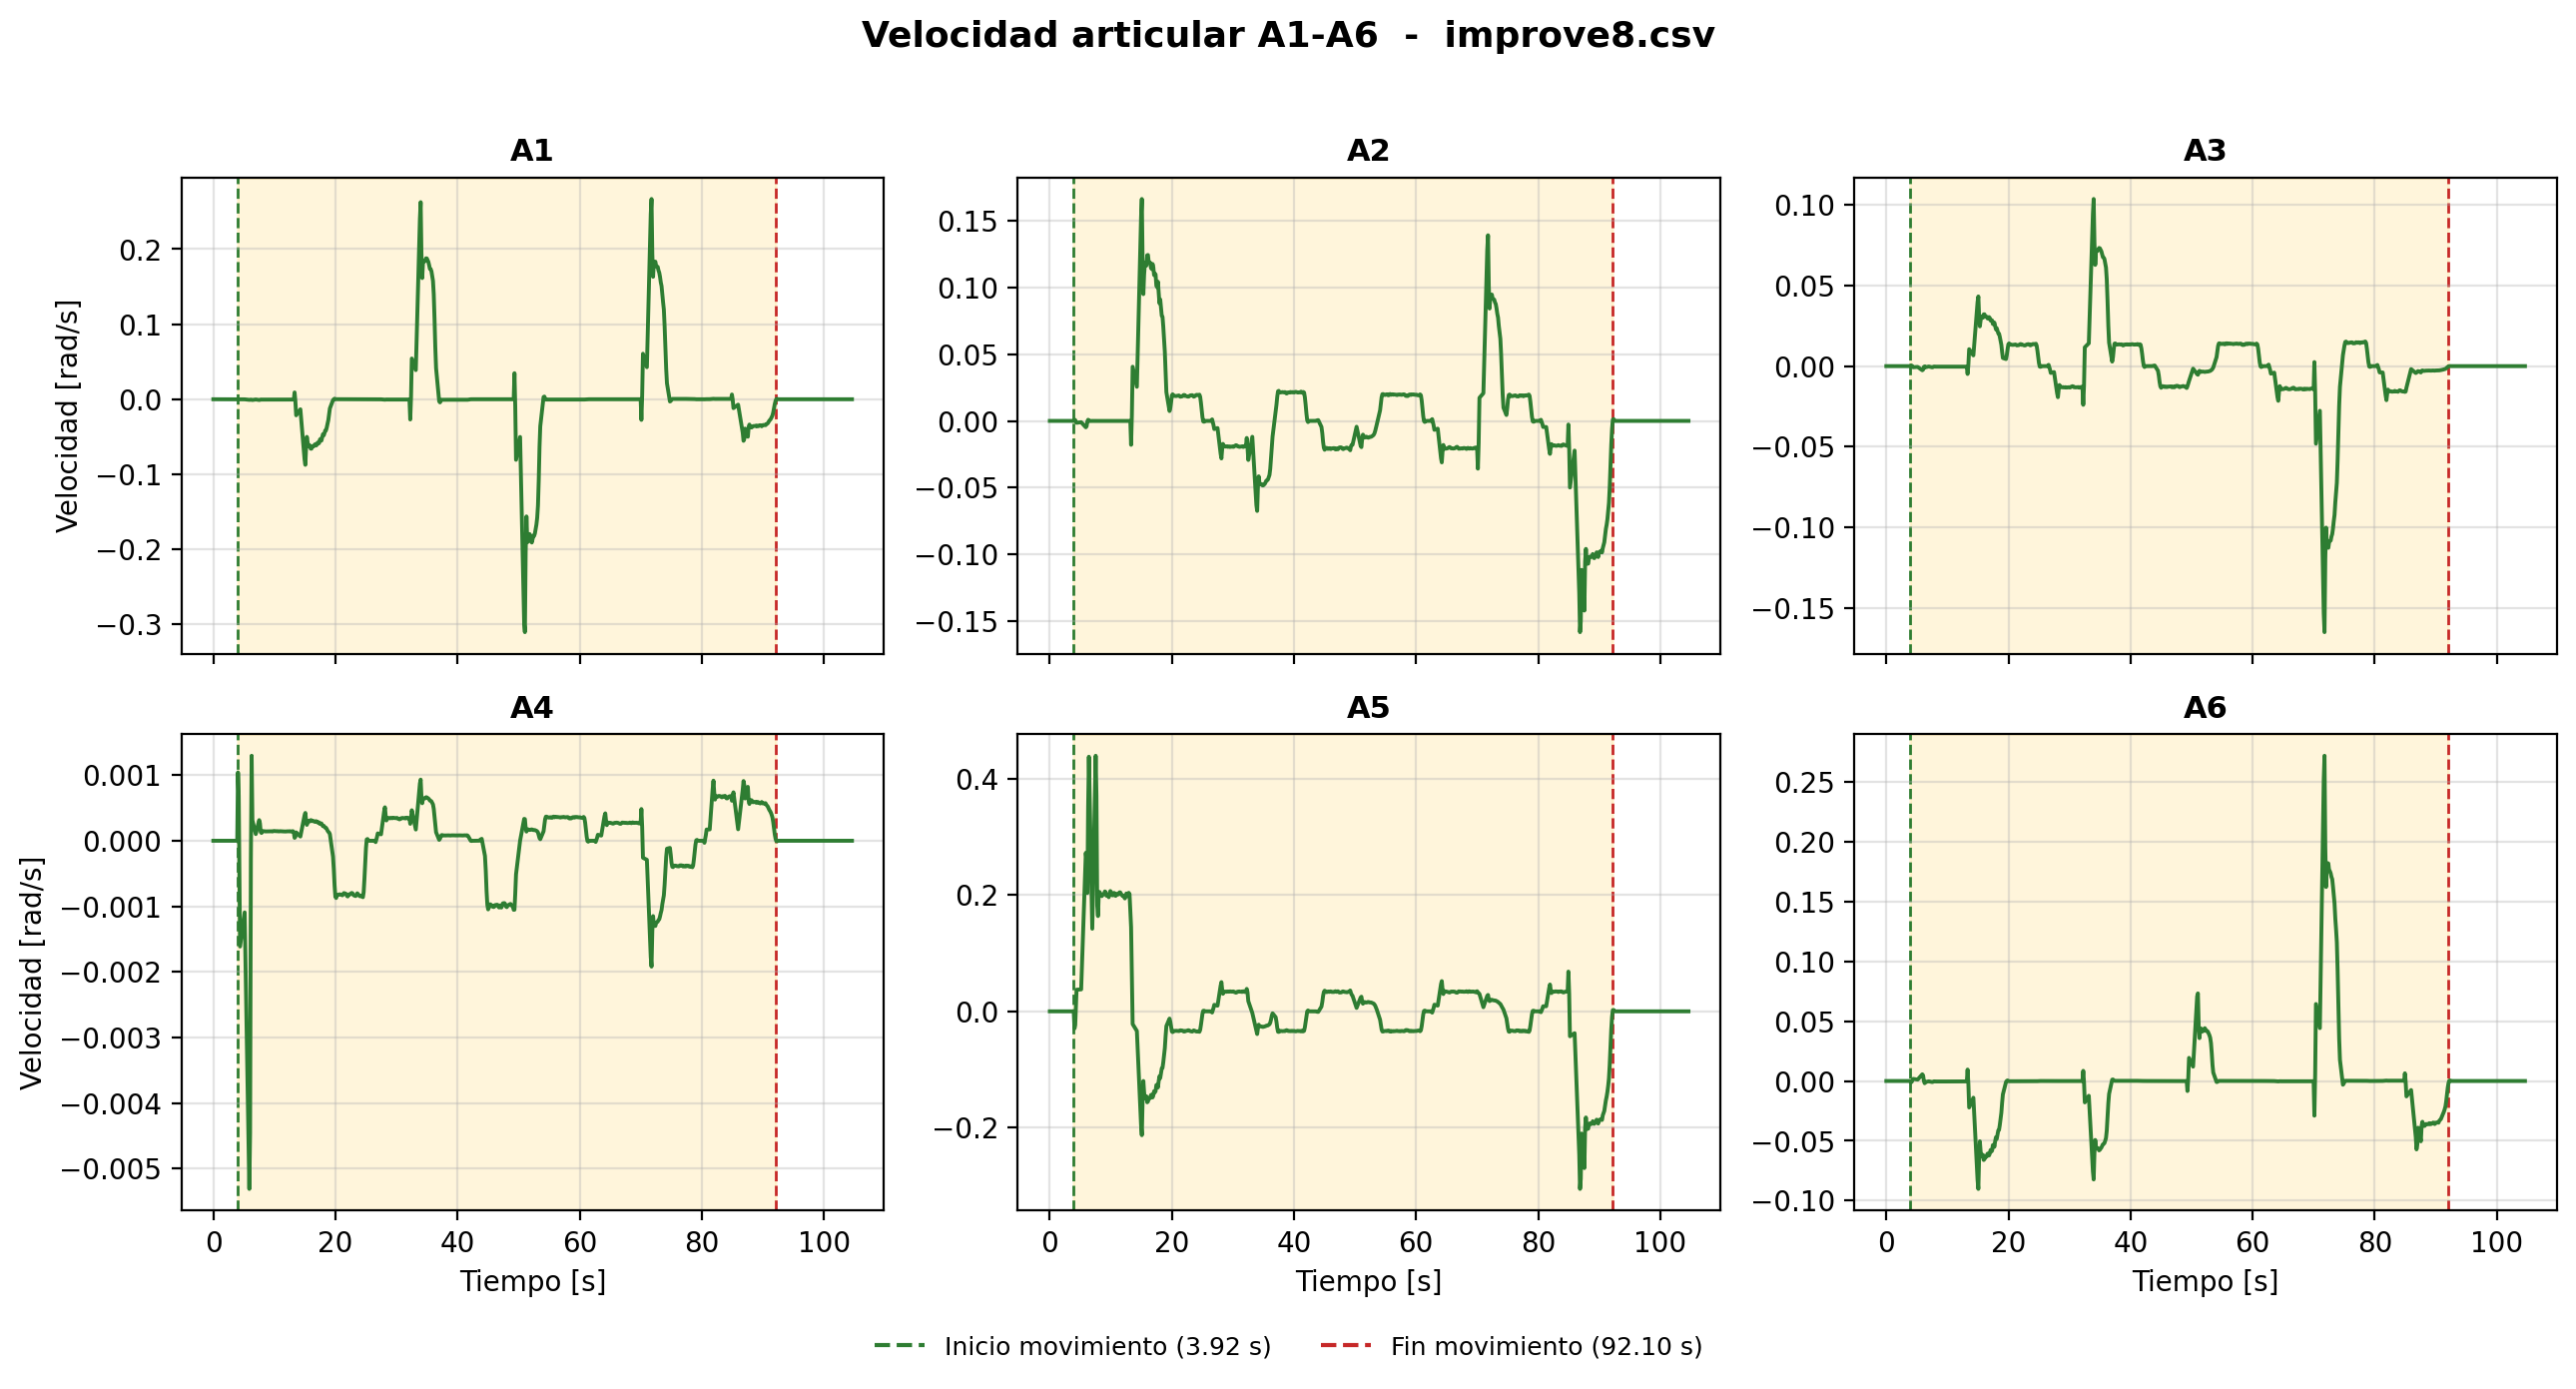 Velocidad articular A1-A6  -  improve8.csv
A1
A2
A3
Velocidad [rad/s]
0.2
0.1
0.0
−0.1
−0.2
−0.3
0.15
0.10
0.05
0.00
−0.05
−0.10
−0.15
0.10
0.05
0.00
−0.05
−0.10
−0.15
A4
A5
A6
Velocidad [rad/s]
0.001
0.000
−0.001
−0.002
−0.003
−0.004
−0.005
0.4
0.2
0.0
−0.2
0.25
0.20
0.15
0.10
0.05
0.00
−0.05
−0.10
0 20 40 60 80 100
0 20 40 60 80 100
0 20 40 60 80 100
Tiempo [s]
Tiempo [s]
Tiempo [s]
Inicio movimiento (3.92 s)
Fin movimiento (92.10 s)